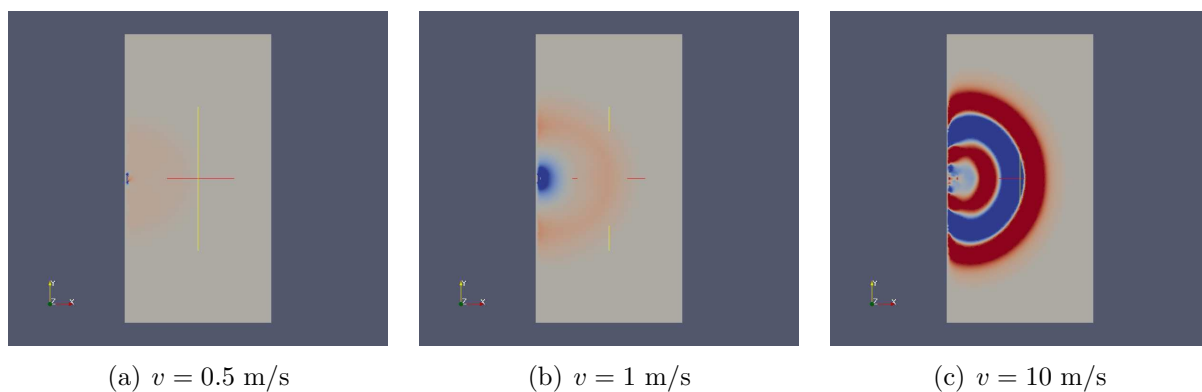 Y
Z
X
Y
Z
X
Y
Z
X
(a) v = 0.5 m/s
(b) v = 1 m/s
(c) v = 10 m/s